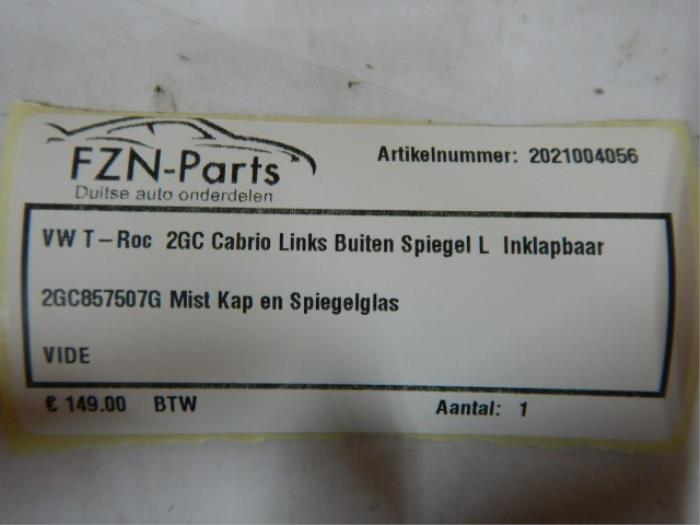 FZN-Parts
Duitse auto onderdelen
Artikelnummer: 2021004056
VW T-Roc 2GC Cabrio Links Buiten Spiegel L Inklapbaar
2GC857507G Mist Kap en Spiegelglas
VIDE
€ 149.00 BTW Aantal: 1